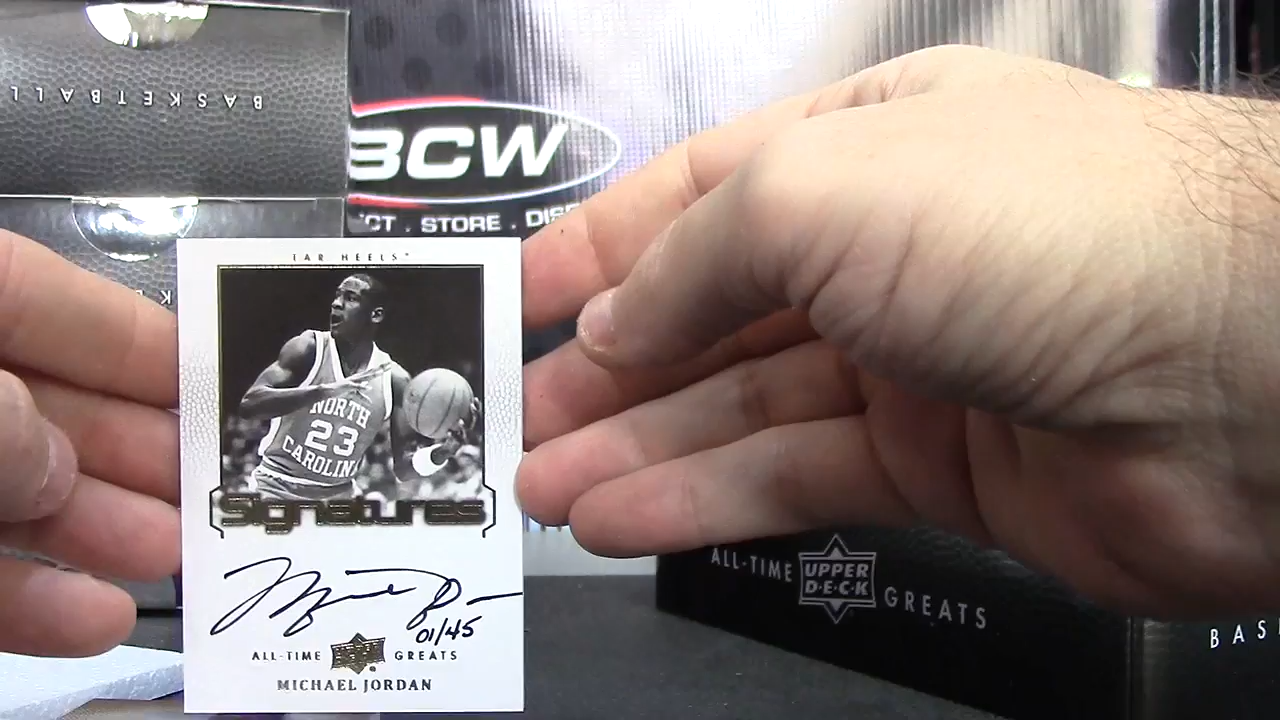 BASKETBALL
BCW
CT . STORE . DIS
TAR HEELS
NORTH
23
CAROLINA
Signatures
01/45
ALL-TIME UPPER DECK GREATS
MICHAEL JORDAN
ALL-TIME UPPER DECK GREATS
BAS